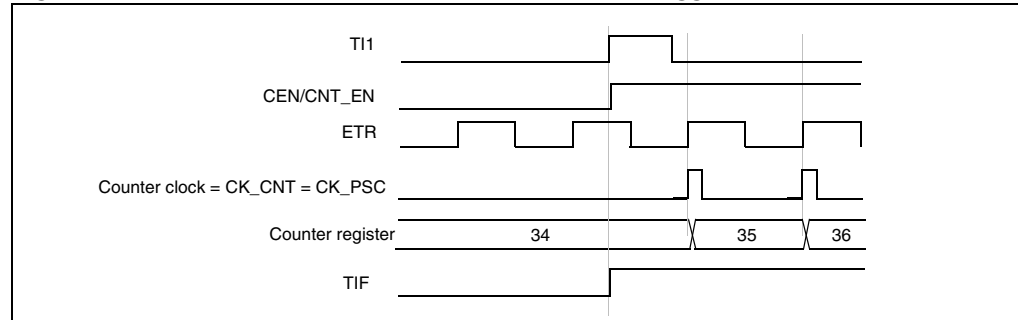 TI1
CEN/CNT_EN
ETR
Counter clock = CK_CNT = CK_PSC
Counter register 34 35 36
TIF